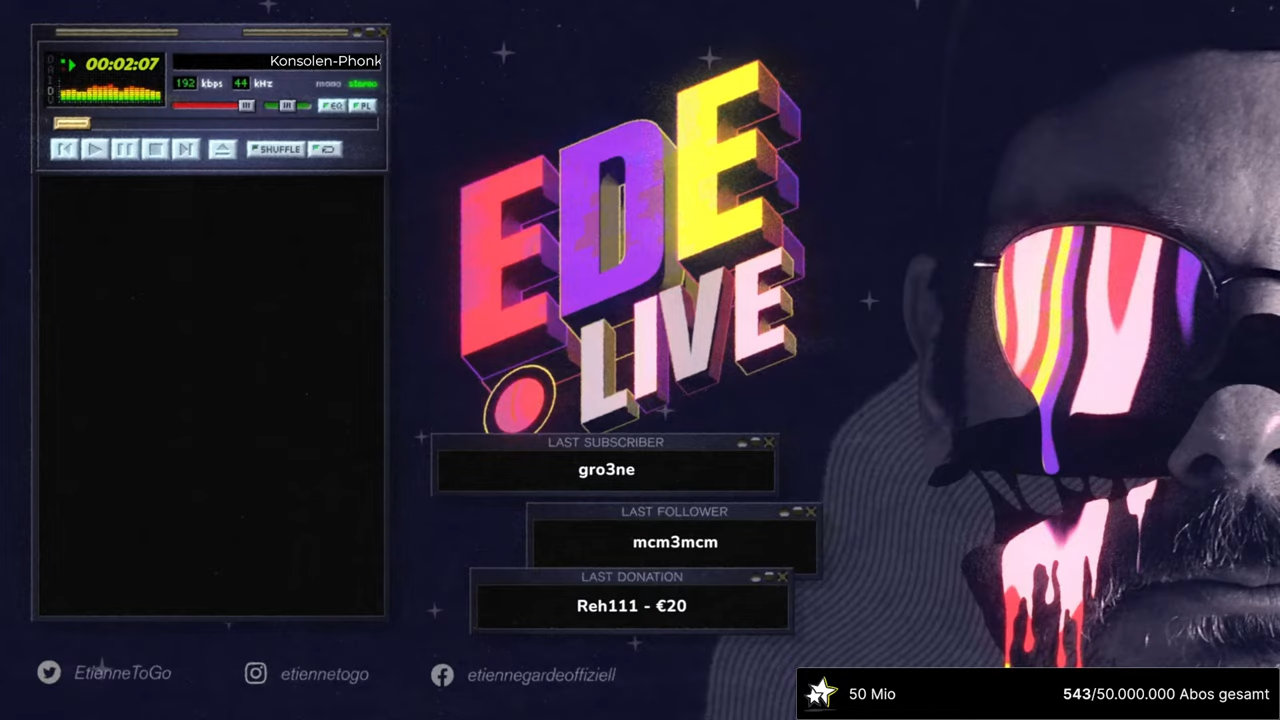 00:02:07
Konsolen-Phonk
192 kbps 44 kHz mono stereo
EQ PL
SHUFFLE
EDE
LIVE
LAST SUBSCRIBER
gro3ne
LAST FOLLOWER
mcm3mcm
LAST DONATION
Reh111 - €20
EtienneToGo
etiennetogo
etiennegardeoffiziell
50 Mio
543/50.000.000 Abos gesamt